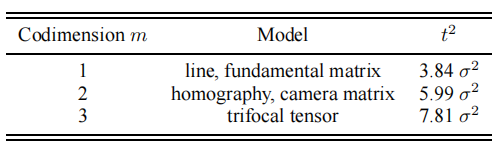 Codimension m Model t²
1 line, fundamental matrix 3.84 σ²
2 homography, camera matrix 5.99 σ²
3 trifocal tensor 7.81 σ²